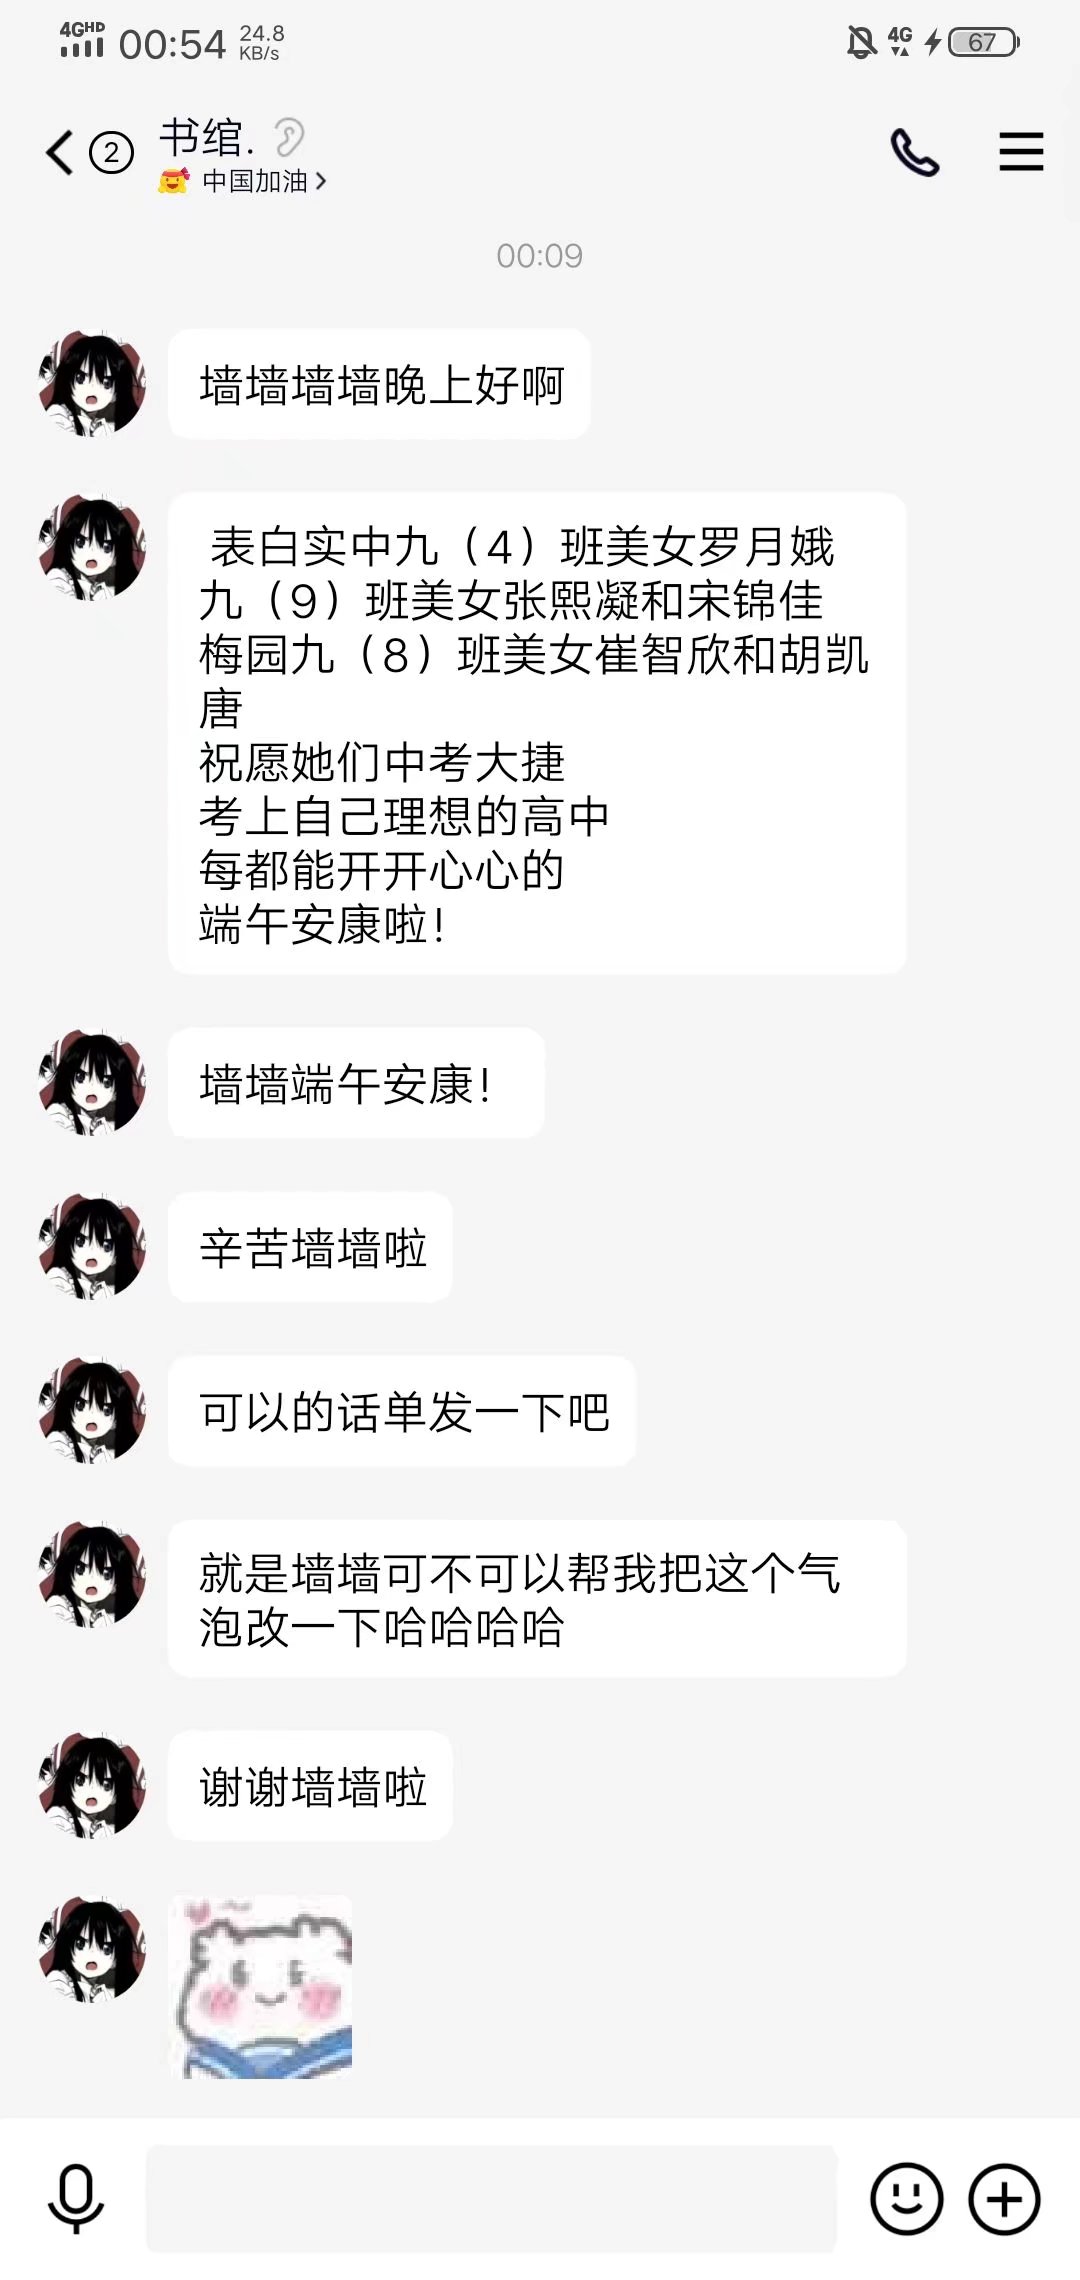 4GHD 00:54 24.8 KB/s 4G 67
2 书绾.
中国加油
00:09
墙墙墙墙晚上好啊
表白实中九（4）班美女罗月娥
九（9）班美女张熙凝和宋锦佳
梅园九（8）班美女崔智欣和胡凯
唐
祝愿她们中考大捷
考上自己理想的高中
每都能开开心心的
端午安康啦！
墙墙端午安康！
辛苦墙墙啦
可以的话单发一下吧
就是墙墙可不可以帮我把这个气
泡改一下哈哈哈哈
谢谢墙墙啦